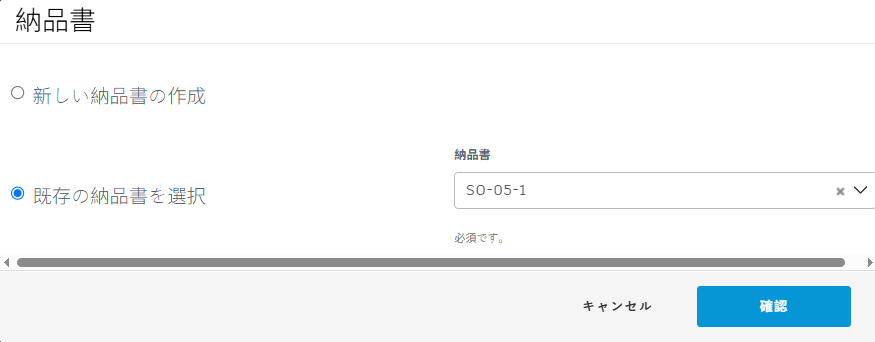 納品書
新しい納品書の作成
納品書
既存の納品書を選択
SO-05-1
必須です。
キャンセル
確認